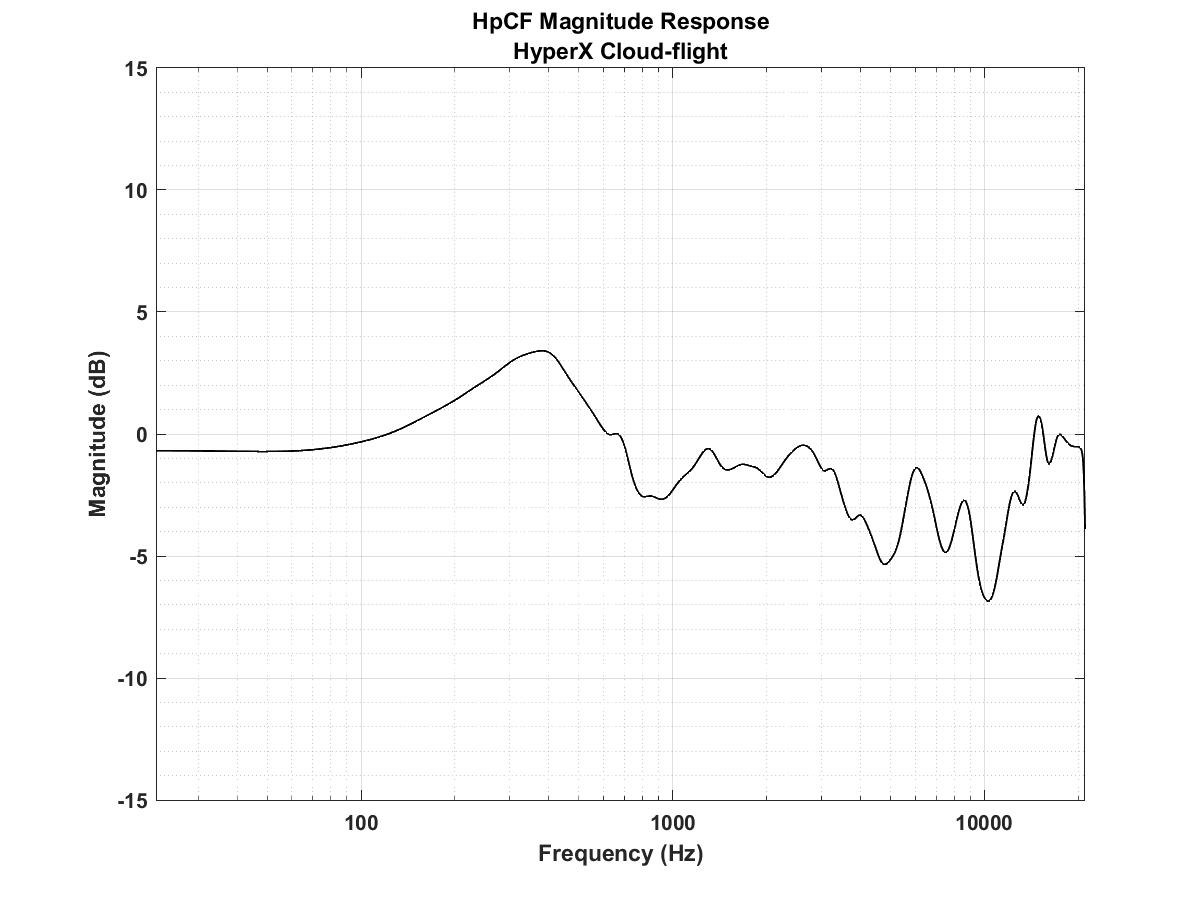 HpCF Magnitude Response
HyperX Cloud-flight
15
10
5
0
-5
-10
-15
Magnitude (dB)
100
1000
10000
Frequency (Hz)